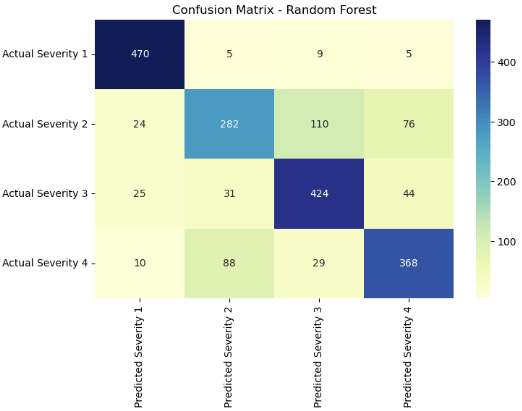 Confusion Matrix - Random Forest
Actual Severity 1 470 5 9 5
Actual Severity 2 24 282 110 76
Actual Severity 3 25 31 424 44
Actual Severity 4 10 88 29 368
Predicted Severity 1
Predicted Severity 2
Predicted Severity 3
Predicted Severity 4
400
300
200
100